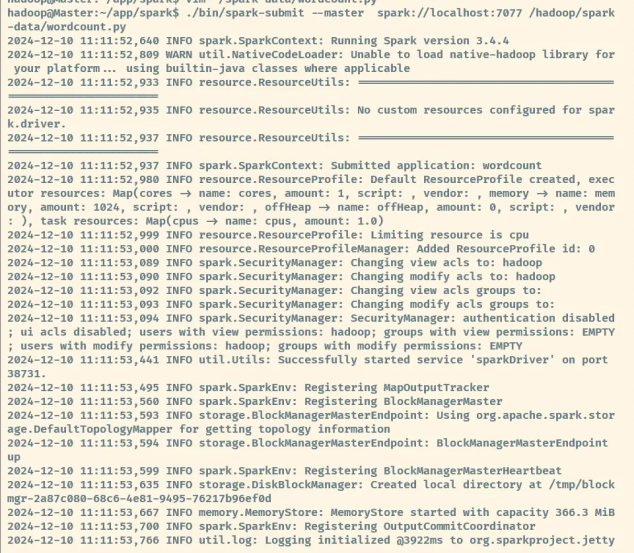 hadoop@Master:~/app/spark$ vim ~/spark-data/wordcount.py
hadoop@Master:~/app/spark$ ./bin/spark-submit --master  spark://localhost:7077 /hadoop/spark
-data/wordcount.py
2024-12-10 11:11:52,640 INFO spark.SparkContext: Running Spark version 3.4.4
2024-12-10 11:11:52,809 WARN util.NativeCodeLoader: Unable to load native-hadoop library for
 your platform... using builtin-java classes where applicable
2024-12-10 11:11:52,933 INFO resource.ResourceUtils: ===================================
====================
2024-12-10 11:11:52,935 INFO resource.ResourceUtils: No custom resources configured for spar
k.driver.
2024-12-10 11:11:52,937 INFO resource.ResourceUtils: ===================================
====================
2024-12-10 11:11:52,937 INFO spark.SparkContext: Submitted application: wordcount
2024-12-10 11:11:52,980 INFO resource.ResourceProfile: Default ResourceProfile created, exec
utor resources: Map(cores -> name: cores, amount: 1, script: , vendor: , memory -> name: mem
ory, amount: 1024, script: , vendor: , offHeap -> name: offHeap, amount: 0, script: , vendor
: ), task resources: Map(cpus -> name: cpus, amount: 1.0)
2024-12-10 11:11:52,999 INFO resource.ResourceProfile: Limiting resource is cpu
2024-12-10 11:11:53,000 INFO resource.ResourceProfileManager: Added ResourceProfile id: 0
2024-12-10 11:11:53,089 INFO spark.SecurityManager: Changing view acls to: hadoop
2024-12-10 11:11:53,090 INFO spark.SecurityManager: Changing modify acls to: hadoop
2024-12-10 11:11:53,092 INFO spark.SecurityManager: Changing view acls groups to:
2024-12-10 11:11:53,093 INFO spark.SecurityManager: Changing modify acls groups to:
2024-12-10 11:11:53,094 INFO spark.SecurityManager: SecurityManager: authentication disabled
; ui acls disabled; users with view permissions: hadoop; groups with view permissions: EMPTY
; users with modify permissions: hadoop; groups with modify permissions: EMPTY
2024-12-10 11:11:53,441 INFO util.Utils: Successfully started service 'sparkDriver' on port
38731.
2024-12-10 11:11:53,495 INFO spark.SparkEnv: Registering MapOutputTracker
2024-12-10 11:11:53,560 INFO spark.SparkEnv: Registering BlockManagerMaster
2024-12-10 11:11:53,593 INFO storage.BlockManagerMasterEndpoint: Using org.apache.spark.stor
age.DefaultTopologyMapper for getting topology information
2024-12-10 11:11:53,594 INFO storage.BlockManagerMasterEndpoint: BlockManagerMasterEndpoint
up
2024-12-10 11:11:53,599 INFO spark.SparkEnv: Registering BlockManagerMasterHeartbeat
2024-12-10 11:11:53,635 INFO storage.DiskBlockManager: Created local directory at /tmp/block
mgr-2a87c080-68c6-4e81-9495-76217b96ef0d
2024-12-10 11:11:53,667 INFO memory.MemoryStore: MemoryStore started with capacity 366.3 MiB
2024-12-10 11:11:53,700 INFO spark.SparkEnv: Registering OutputCommitCoordinator
2024-12-10 11:11:53,766 INFO util.log: Logging initialized @3922ms to org.sparkproject.jetty